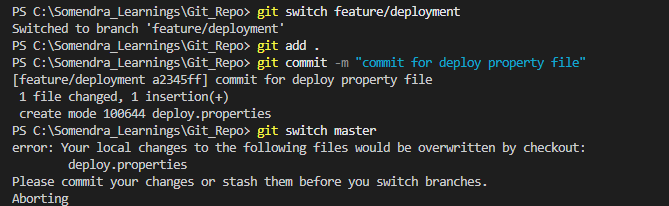 PS C:\Somendra_Learnings\Git_Repo> git switch feature/deployment
Switched to branch 'feature/deployment'
PS C:\Somendra_Learnings\Git_Repo> git add .
PS C:\Somendra_Learnings\Git_Repo> git commit -m "commit for deploy property file"
[feature/deployment a2345ff] commit for deploy property file
 1 file changed, 1 insertion(+)
 create mode 100644 deploy.properties
PS C:\Somendra_Learnings\Git_Repo> git switch master
error: Your local changes to the following files would be overwritten by checkout:
        deploy.properties
Please commit your changes or stash them before you switch branches.
Aborting